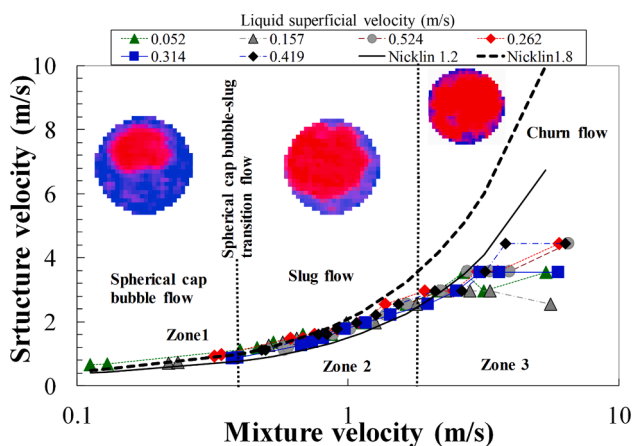 Liquid superficial velocity (m/s)
0.052 0.157 0.524 0.262
0.314 0.419 Nicklin 1.2 Nicklin1.8
10
8
6
4
2
0
Srtucture velocity (m/s)
Spherical cap bubble-slug
transition flow
Churn flow
Spherical cap
bubble flow
Slug flow
Zone1
Zone 2
Zone 3
0.1 1 10
Mixture velocity (m/s)